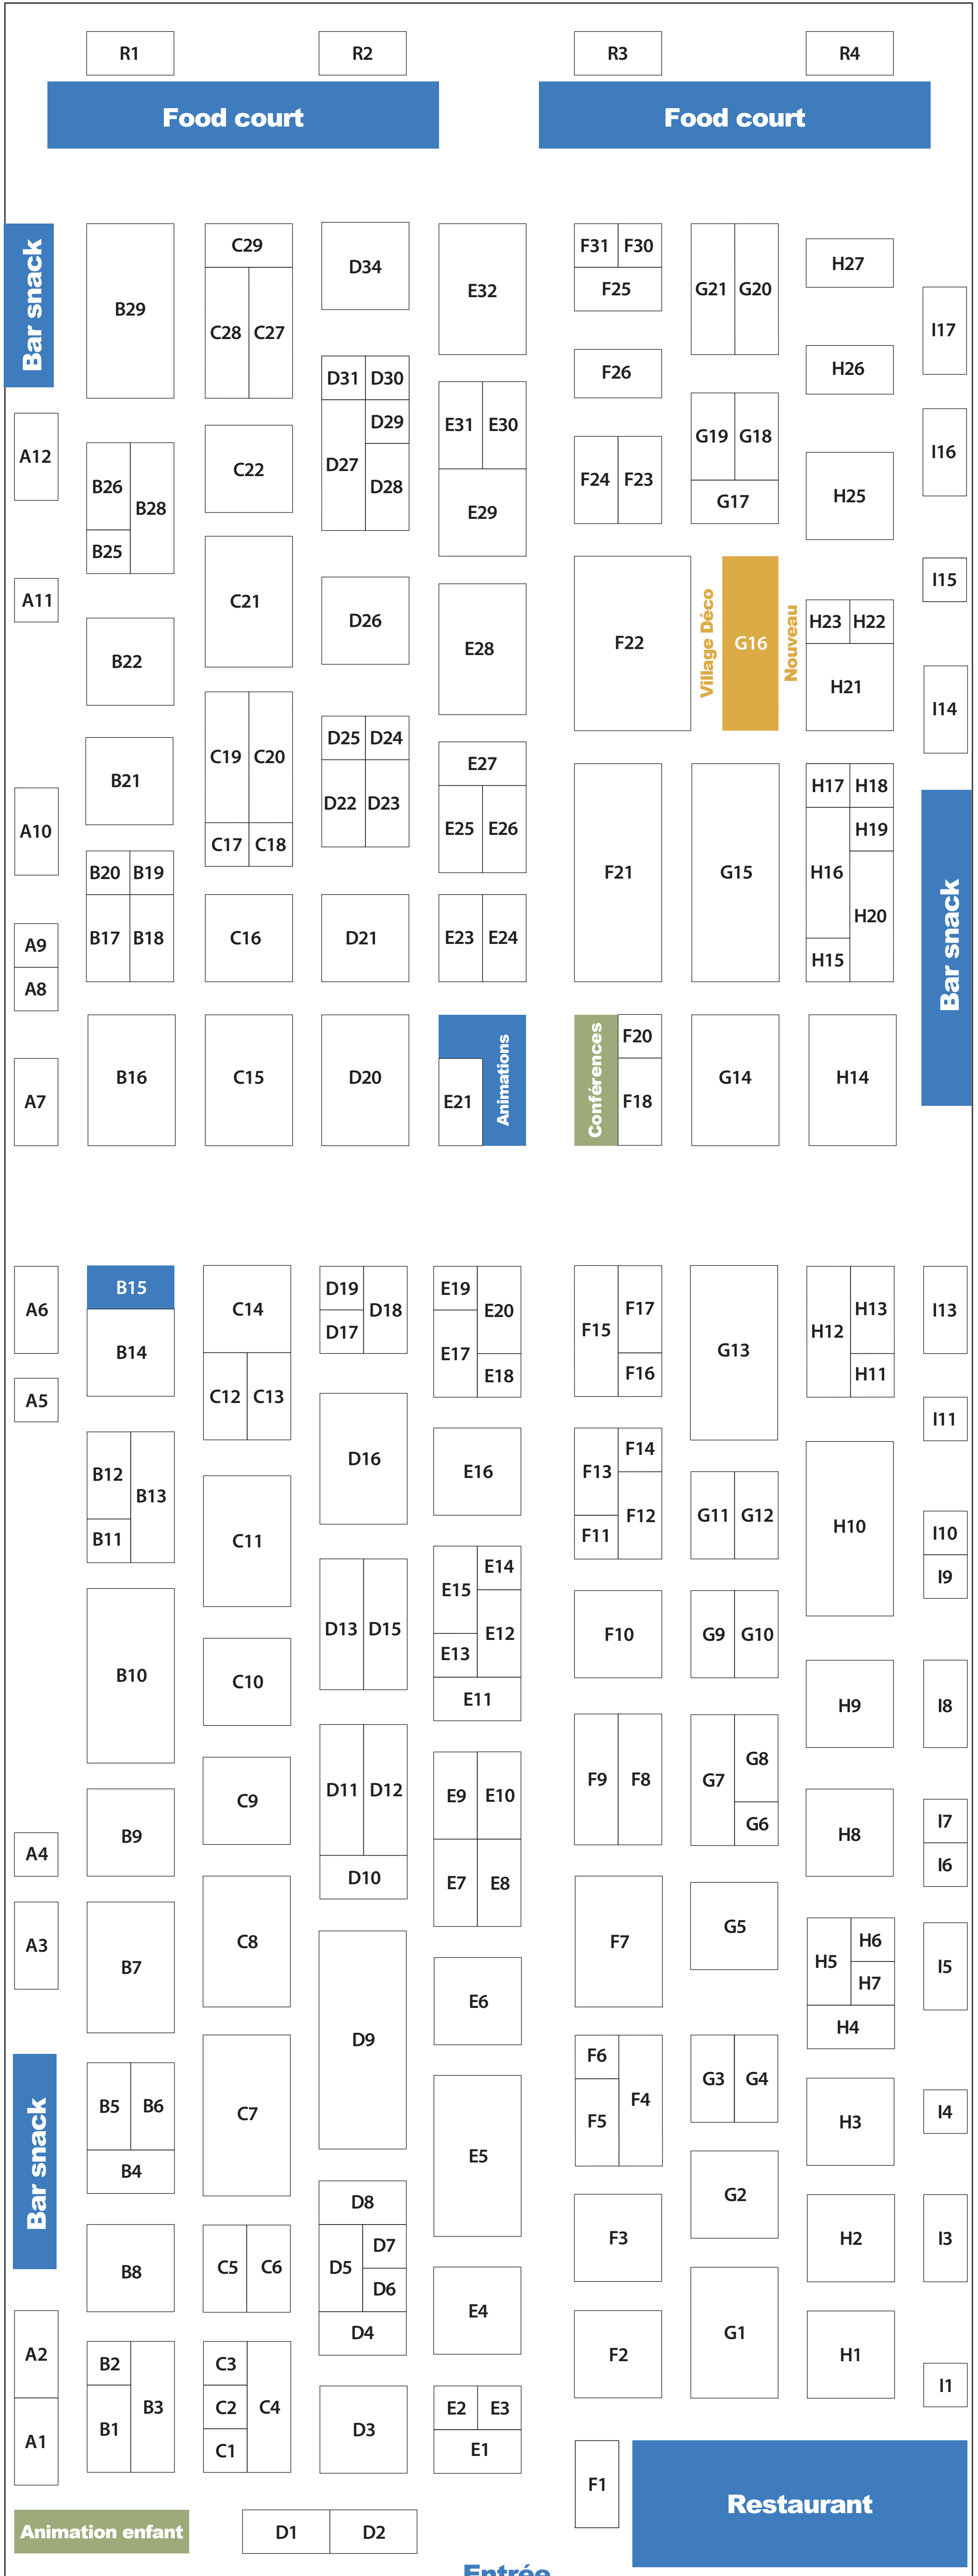 R1 R2 R3 R4
Food court Food court
Bar snack
B29
C29
C28 C27
D34
E32
F31 F30
F25
G21 G20
H27
I17
F26
H26
D31 D30
D29
D27
D28
E31 E30
G19 G18
G17
I16
A12
C22
B26
B28
B25
F24 F23
H25
E29
A11
C21
D26
E28
F22
Village Déco
G16
Nouveau
I15
H23 H22
H21
B22
I14
C19 C20
C17 C18
D25 D24
D22 D23
B21
E27
E25 E26
A10
F21
G15
H17 H18
H19
H16
H20
H15
Bar snack
B20 B19
B17 B18
A9
A8
C16
D21
E23 E24
A7
B16
C15
D20
Animations
E21
Conférences
F20
F18
G14
H14
A6
B15
B14
C14
C12 C13
D19
D18
D17
E19
E20
E17
E18
F17
F15
F16
G13
H13
H12
H11
I13
A5
D16
I11
B12
B13
B11
E16
F14
F13
F12
F11
G11 G12
H10
C11
I10
I9
E14
E15
E12
E13
E11
D13 D15
B10
F10
G9 G10
C10
H9
I8
F9 F8
G8
G7
G6
D11 D12
D10
E9 E10
E7 E8
C9
B9
H8
I7
I6
A4
A3
B7
C8
F7
G5
H6
H5
H7
H4
I5
D9
E6
Bar snack
C7
F6
F4
F5
G3 G4
B5 B6
B4
E5
H3
I4
G2
D8
D7
D5
D6
D4
F3
H2
I3
B8
C5 C6
E4
G1
A2
A1
F2
H1
B2
B3
B1
C3
C4
C2
C1
I1
D3
E2 E3
E1
F1
Restaurant
Animation enfant
D1 D2
Entrée